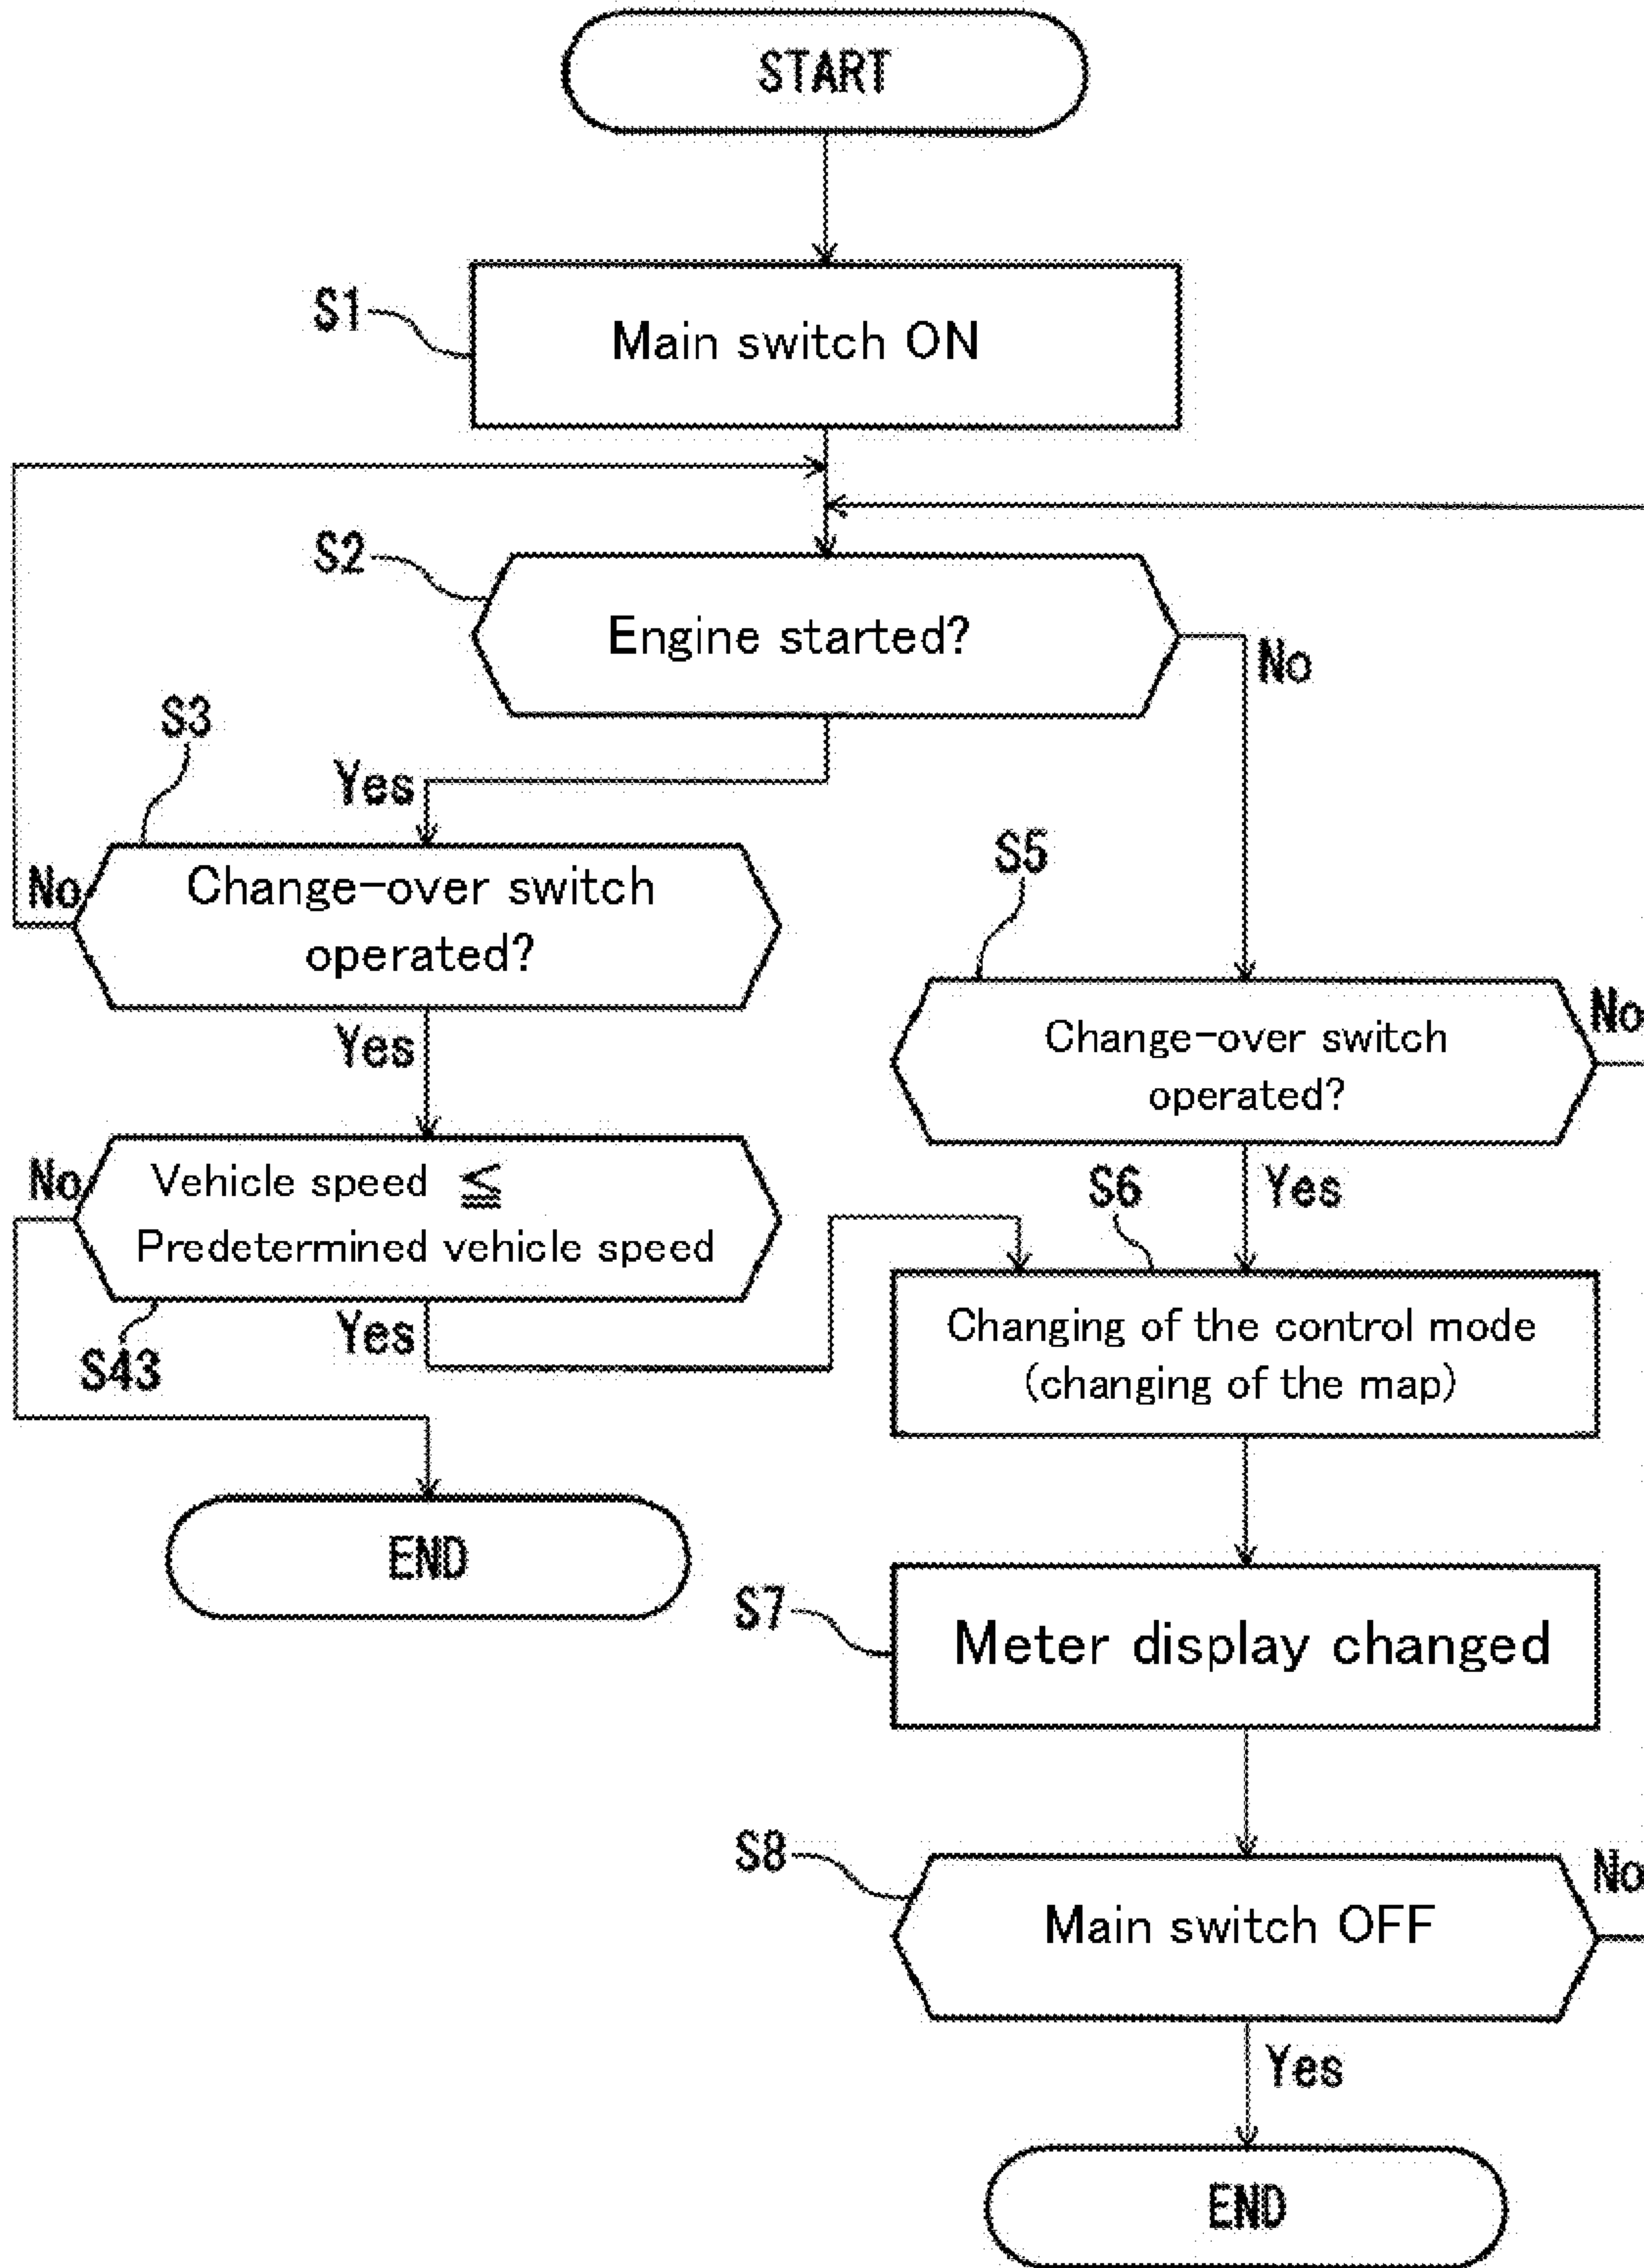 START
S1
Main switch ON
S2
Engine started?
No
S3
Yes
No
Change-over switch
operated?
S5
No
Change-over switch
operated?
Yes
No
Vehicle speed ≦
Predetermined vehicle speed
S43
Yes
S6
Yes
Changing of the control mode
(changing of the map)
END
S7
Meter display changed
S8
No
Main switch OFF
Yes
END